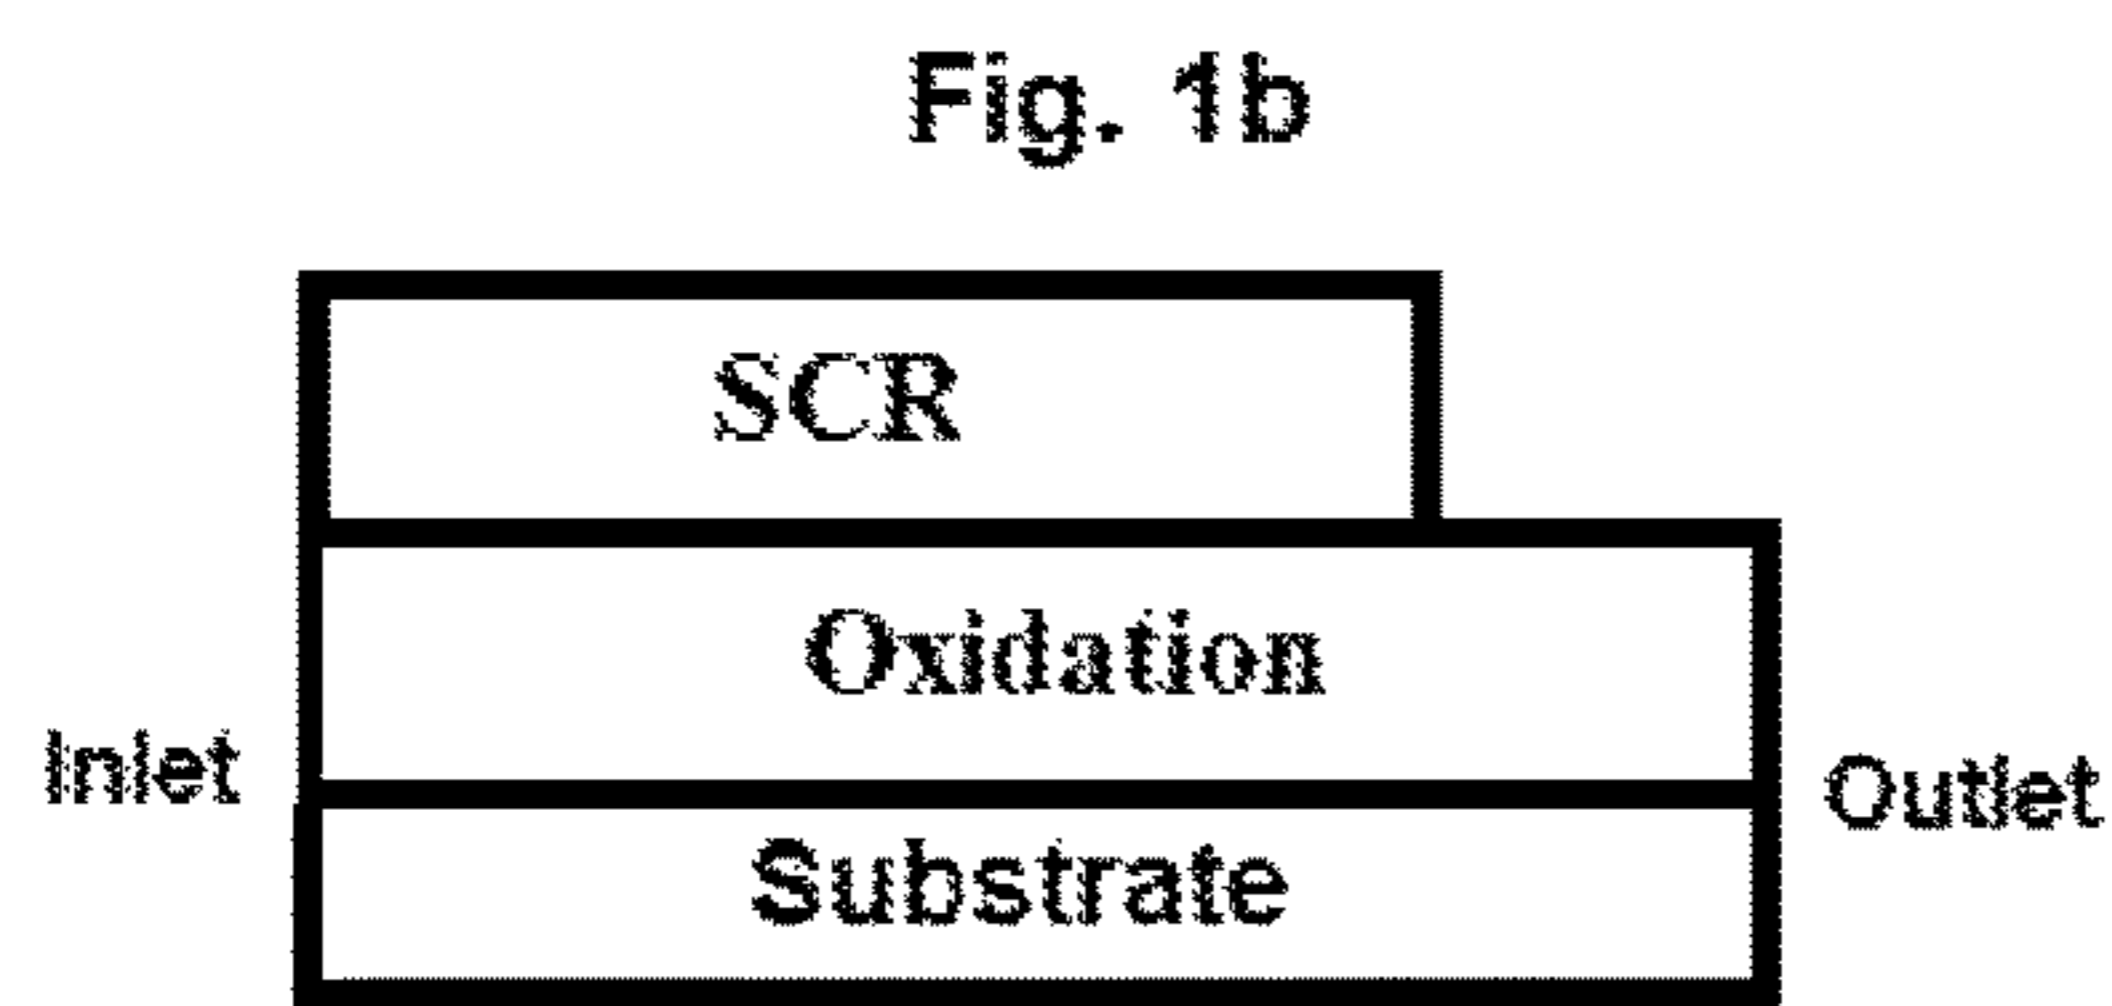 Fig. 1b
SCR
Oxidation
Inlet
Outlet
Substrate